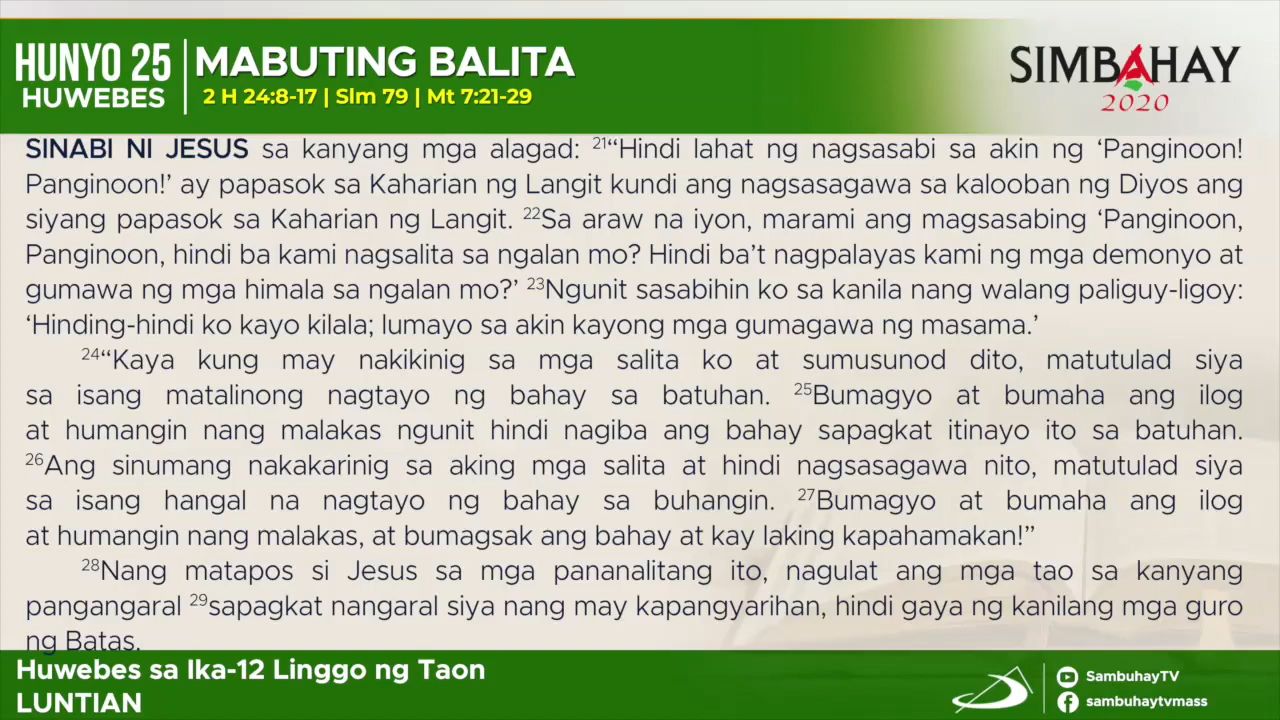 HUNYO 25
HUWEBES
MABUTING BALITA
2 H 24:8-17 | Slm 79 | Mt 7:21-29
SIMBAHAY
2020
SINABI NI JESUS sa kanyang mga alagad: 21“Hindi lahat ng nagsasabi sa akin ng ‘Panginoon!
Panginoon!’ ay papasok sa Kaharian ng Langit kundi ang nagsasagawa sa kalooban ng Diyos ang
siyang papasok sa Kaharian ng Langit. 22Sa araw na iyon, marami ang magsasabing ‘Panginoon,
Panginoon, hindi ba kami nagsalita sa ngalan mo? Hindi ba’t nagpalayas kami ng mga demonyo at
gumawa ng mga himala sa ngalan mo?’ 23Ngunit sasabihin ko sa kanila nang walang paliguy-ligoy:
‘Hinding-hindi ko kayo kilala; lumayo sa akin kayong mga gumagawa ng masama.’
24“Kaya kung may nakikinig sa mga salita ko at sumusunod dito, matutulad siya
sa isang matalinong nagtayo ng bahay sa batuhan. 25Bumagyo at bumaha ang ilog
at humangin nang malakas ngunit hindi nagiba ang bahay sapagkat itinayo ito sa batuhan.
26Ang sinumang nakakarinig sa aking mga salita at hindi nagsasagawa nito, matutulad siya
sa isang hangal na nagtayo ng bahay sa buhangin. 27Bumagyo at bumaha ang ilog
at humangin nang malakas, at bumagsak ang bahay at kay laking kapahamakan!”
28Nang matapos si Jesus sa mga pananalitang ito, nagulat ang mga tao sa kanyang
pangangaral 29sapagkat nangaral siya nang may kapangyarihan, hindi gaya ng kanilang mga guro
ng Batas.
Huwebes sa Ika-12 Linggo ng Taon
LUNTIAN
SambuhayTV
sambuhaytvmass